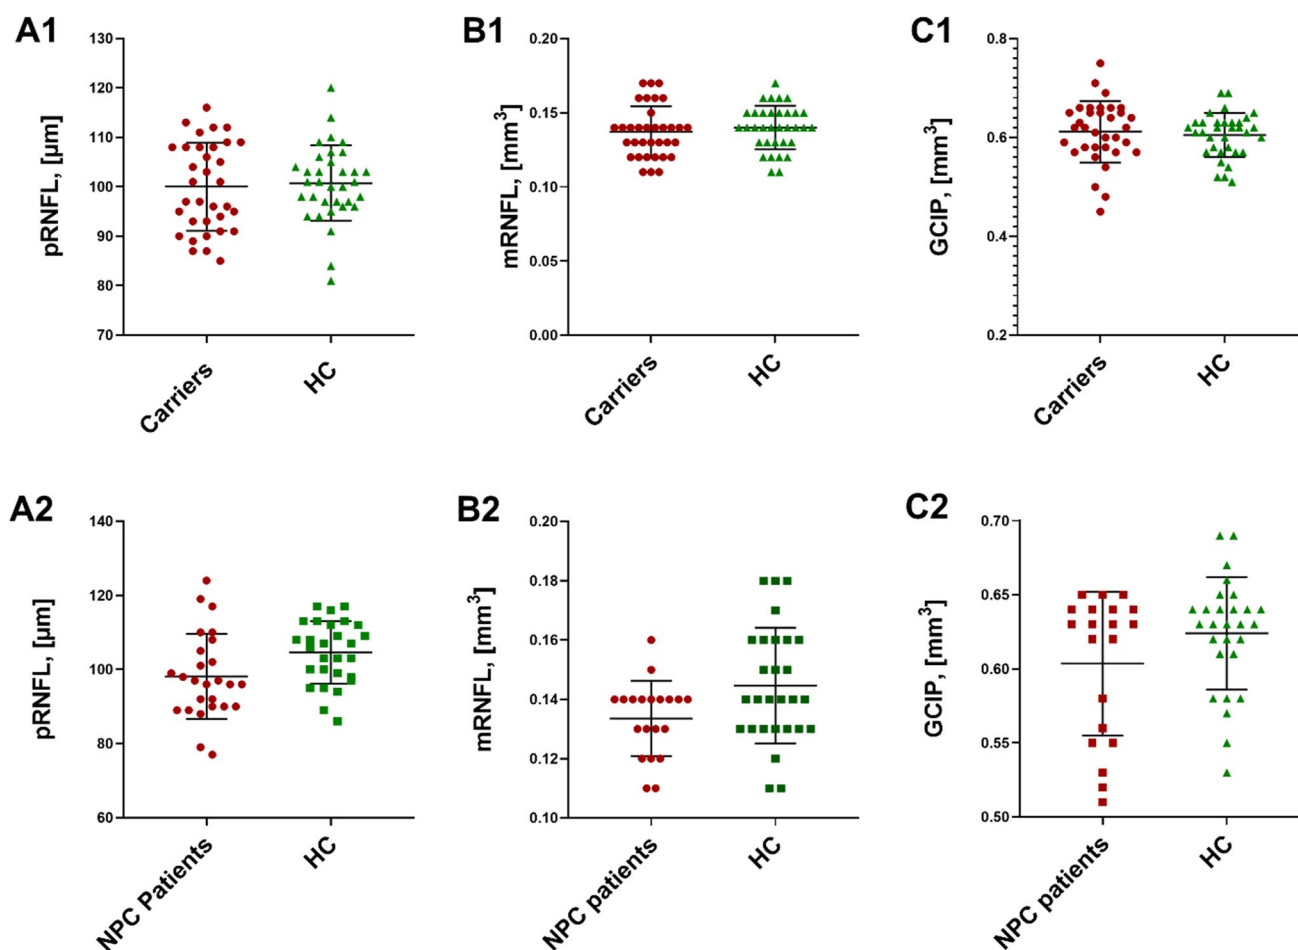 A1
pRNFL, [µm]
130
120
110
100
90
80
70
Carriers
HC
B1
mRNFL, [mm³]
0.20
0.15
0.10
0.05
0.00
Carriers
HC
C1
GCIP, [mm³]
0.8
0.6
0.4
0.2
Carriers
HC
A2
pRNFL, [µm]
140
120
100
80
60
NPC Patients
HC
B2
mRNFL, [mm³]
0.20
0.18
0.16
0.14
0.12
0.10
NPC patients
HC
C2
GCIP, [mm³]
0.70
0.65
0.60
0.55
0.50
NPC patients
HC